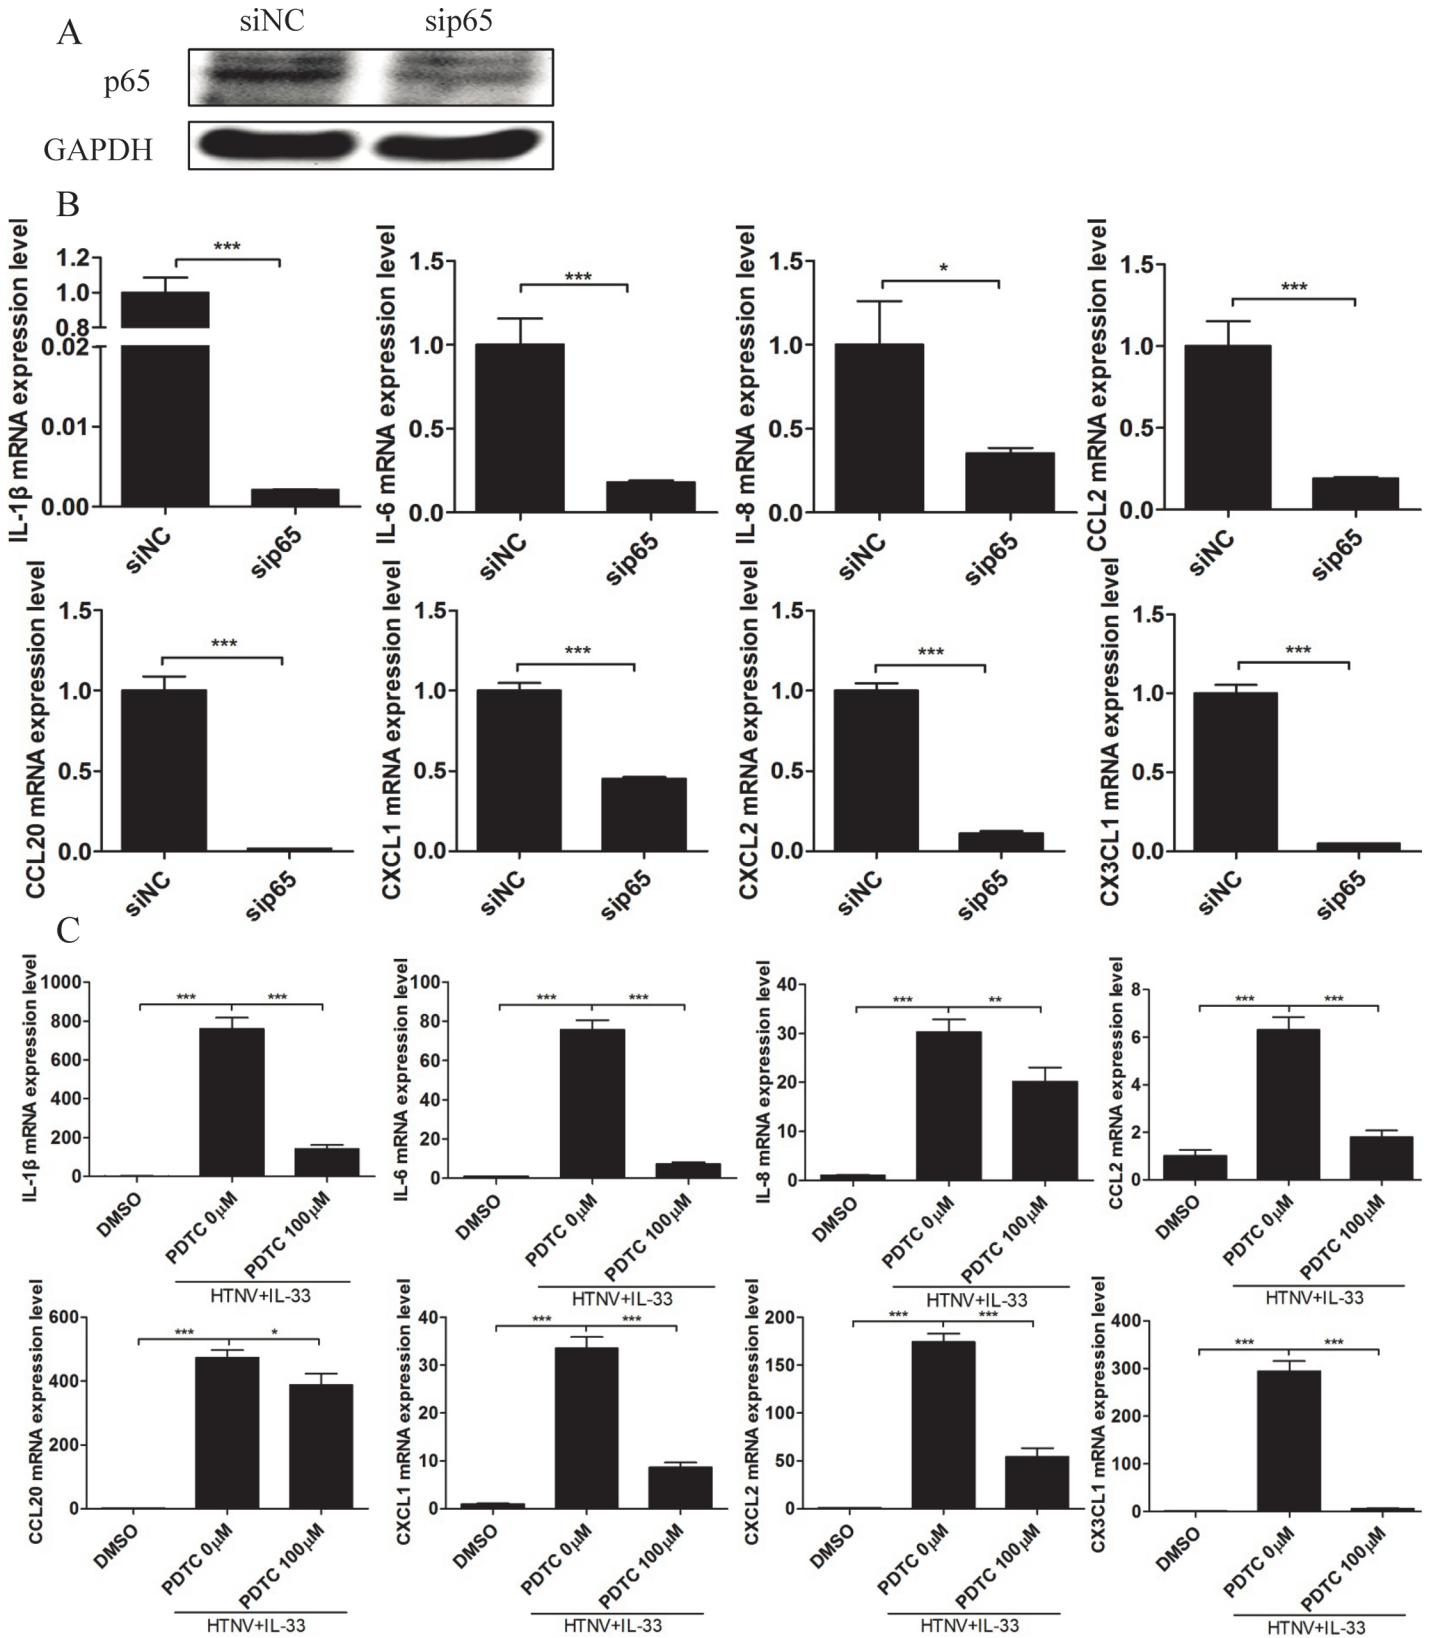 A
siNC sip65
p65
GAPDH
B
IL-1β mRNA expression level
1.2
1.0
0.8
0.02
0.01
0.00
***
siNC sip65
IL-6 mRNA expression level
1.5
1.0
0.5
0.0
***
siNC sip65
IL-8 mRNA expression level
1.5
1.0
0.5
0.0
*
siNC sip65
CCL2 mRNA expression level
1.5
1.0
0.5
0.0
***
siNC sip65
CCL20 mRNA expression level
1.5
1.0
0.5
0.0
***
siNC sip65
CXCL1 mRNA expression level
1.5
1.0
0.5
0.0
***
siNC sip65
CXCL2 mRNA expression level
1.5
1.0
0.5
0.0
***
siNC sip65
CX3CL1 mRNA expression level
1.5
1.0
0.5
0.0
***
siNC sip65
C
IL-1β mRNA expression level
1000
800
600
400
200
0
*** ***
DMSO PDTC 0μM PDTC 100μM
HTNV+IL-33
IL-6 mRNA expression level
100
80
60
40
20
0
*** ***
DMSO PDTC 0μM PDTC 100μM
HTNV+IL-33
IL-8 mRNA expression level
40
30
20
10
0
*** **
DMSO PDTC 0μM PDTC 100μM
HTNV+IL-33
CCL2 mRNA expression level
8
6
4
2
0
*** ***
DMSO PDTC 0μM PDTC 100μM
HTNV+IL-33
CCL20 mRNA expression level
600
400
200
0
*** *
DMSO PDTC 0μM PDTC 100μM
HTNV+IL-33
CXCL1 mRNA expression level
40
30
20
10
0
*** ***
DMSO PDTC 0μM PDTC 100μM
HTNV+IL-33
CXCL2 mRNA expression level
200
150
100
50
0
*** ***
DMSO PDTC 0μM PDTC 100μM
HTNV+IL-33
CX3CL1 mRNA expression level
400
300
200
100
0
*** ***
DMSO PDTC 0μM PDTC 100μM
HTNV+IL-33